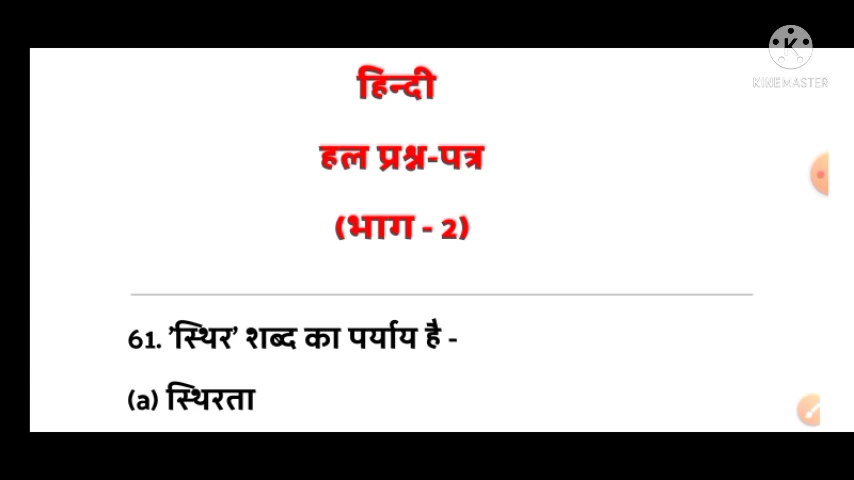 KINEMASTER
हिन्दी
हल प्रश्न-पत्र
(भाग - 2)
61. 'स्थिर' शब्द का पर्याय है -
(a) स्थिरता